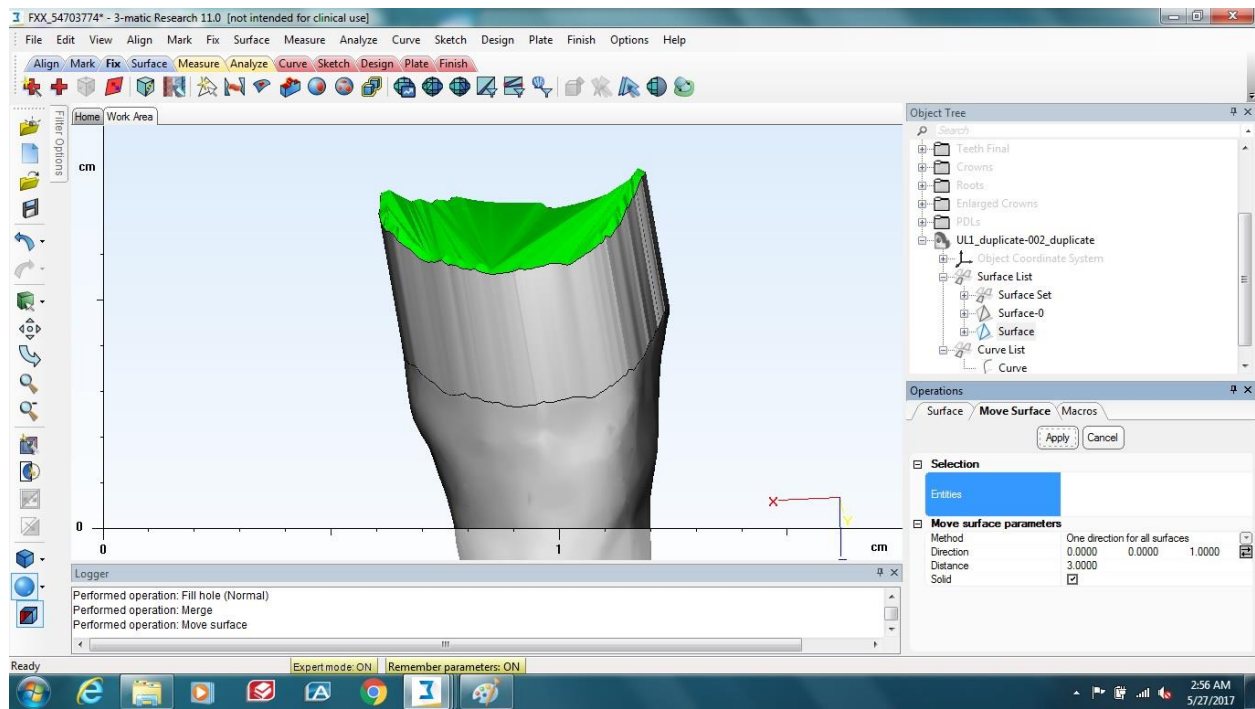 FXX_54703774* - 3-matic Research 11.0 [not intended for clinical use]
File Edit View Align Mark Fix Surface Measure Analyze Curve Sketch Design Plate Finish Options Help
Align Mark Fix Surface Measure Analyze Curve Sketch Design Plate Finish
Filter Options
Home Work Area
cm
0
0 1 cm
X
Y
Logger
Performed operation: Fill hole (Normal)
Performed operation: Merge
Performed operation: Move surface
Object Tree
Search
Teeth Final
Crowns
Roots
Enlarged Crowns
PDLs
UL1_duplicate-002_duplicate
Object Coordinate System
Surface List
Surface Set
Surface-0
Surface
Curve List
Curve
Operations
Surface Move Surface Macros
Apply Cancel
Selection
Entities
Move surface parameters
Method One direction for all surfaces
Direction 0.0000 0.0000 1.0000
Distance 3.0000
Solid
Ready Expert mode: ON Remember parameters: ON
2:56 AM
5/27/2017